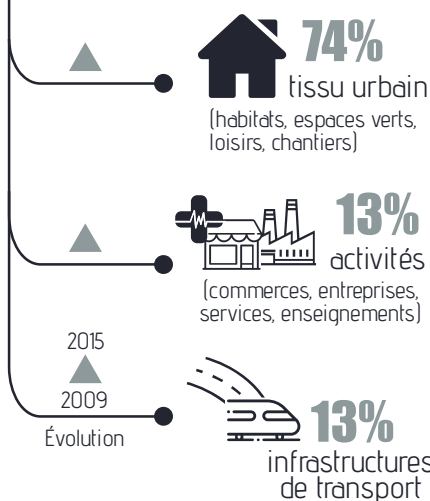 74%
tissu urbain
(habitats, espaces verts,
loisirs, chantiers)
13%
activités
(commerces, entreprises,
services, enseignements)
2015
2009
Évolution
13%
infrastructures
de transport